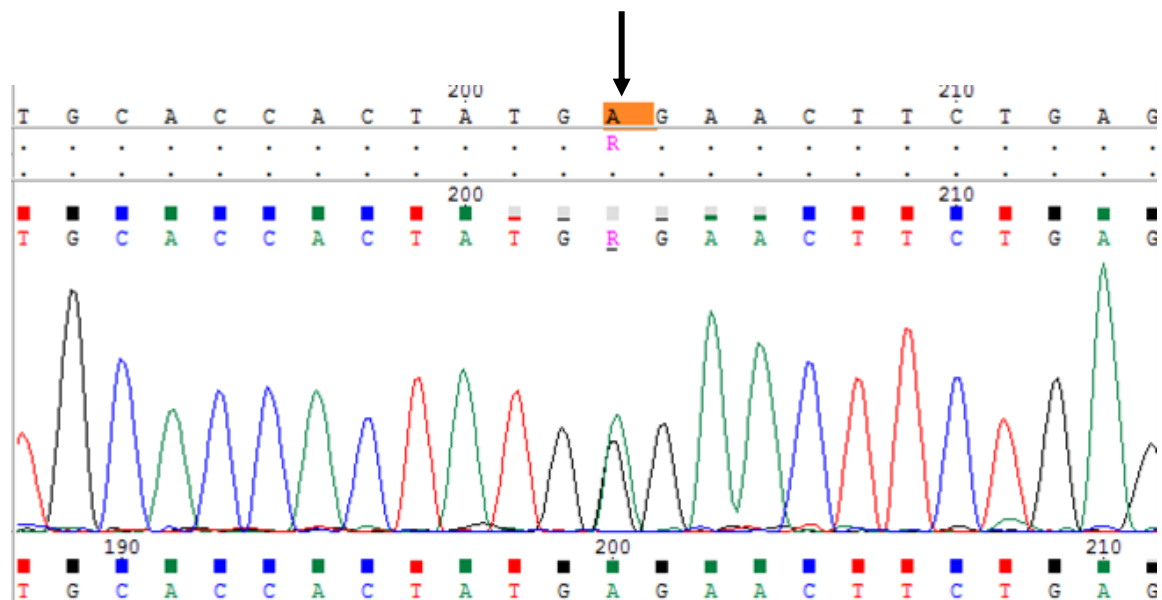 200 210
T G C A C C A C T A T G A G A A C T T C T G A G
. . . . . . . . . . . . R . . . . . . . . . . .
. . . . . . . . . . . . . . . . . . . . . . . .
200 210
T G C A C C A C T A T G R G A A C T T C T G A G
190 200 210
T G C A C C A C T A T G A G A A C T T C T G A G